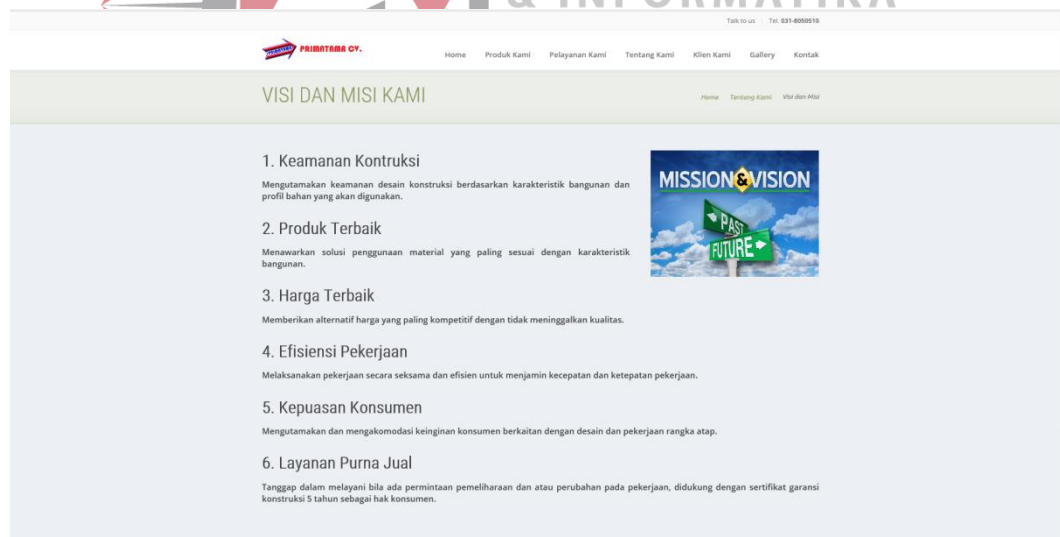 & INFORMATIKA
Talk to us Tel. 031-8050510
PRIMATAMA CV.
Home Produk Kami Pelayanan Kami Tentang Kami Klien Kami Gallery Kontak
VISI DAN MISI KAMI
Home Tentang Kami Visi dan Misi
1. Keamanan Kontruksi
Mengutamakan keamanan desain konstruksi berdasarkan karakteristik bangunan dan
profil bahan yang akan digunakan.
MISSION&VISION
PAST
FUTURE
2. Produk Terbaik
Menawarkan solusi penggunaan material yang paling sesuai dengan karakteristik
bangunan.
3. Harga Terbaik
Memberikan alternatif harga yang paling kompetitif dengan tidak meninggalkan kualitas.
4. Efisiensi Pekerjaan
Melaksanakan pekerjaan secara seksama dan efisien untuk menjamin kecepatan dan ketepatan pekerjaan.
5. Kepuasan Konsumen
Mengutamakan dan mengakomodasi keinginan konsumen berkaitan dengan desain dan pekerjaan rangka atap.
6. Layanan Purna Jual
Tanggap dalam melayani bila ada permintaan pemeliharaan dan atau perubahan pada pekerjaan, didukung dengan sertifikat garansi
konstruksi 5 tahun sebagai hak konsumen.